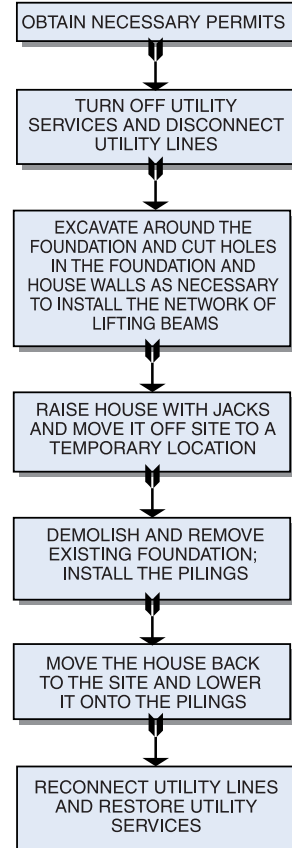 OBTAIN NECESSARY PERMITS
TURN OFF UTILITY
SERVICES AND DISCONNECT
UTILITY LINES
EXCAVATE AROUND THE
FOUNDATION AND CUT HOLES
IN THE FOUNDATION AND
HOUSE WALLS AS NECESSARY
TO INSTALL THE NETWORK OF
LIFTING BEAMS
RAISE HOUSE WITH JACKS
AND MOVE IT OFF SITE TO A
TEMPORARY LOCATION
DEMOLISH AND REMOVE
EXISTING FOUNDATION;
INSTALL THE PILINGS
MOVE THE HOUSE BACK
TO THE SITE AND LOWER
IT ONTO THE PILINGS
RECONNECT UTILITY LINES
AND RESTORE UTILITY
SERVICES